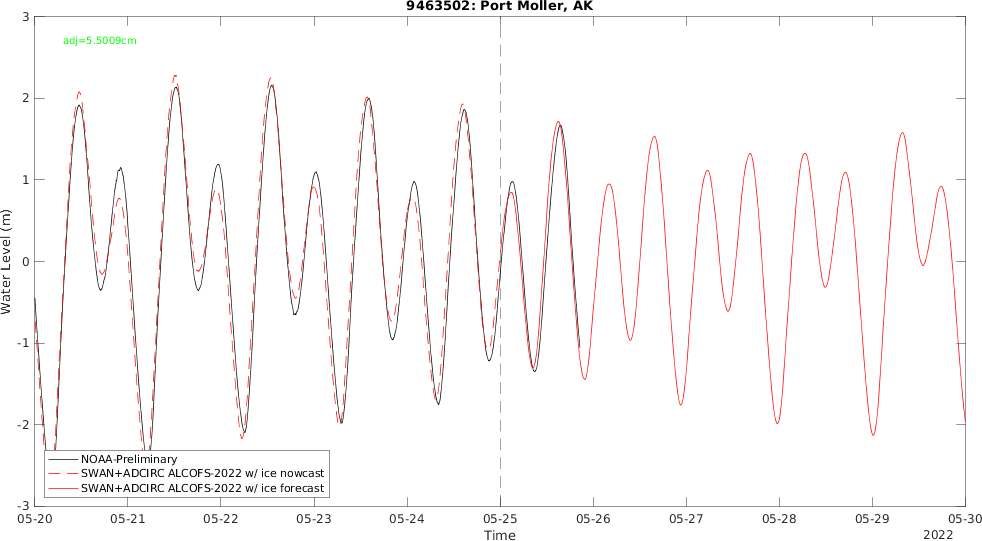 9463502: Port Moller, AK
adj=5.5009cm
3
2
1
0
-1
-2
-3
Water Level (m)
NOAA-Preliminary
SWAN+ADCIRC ALCOFS-2022 w/ ice nowcast
SWAN+ADCIRC ALCOFS-2022 w/ ice forecast
05-20 05-21 05-22 05-23 05-24 05-25 05-26 05-27 05-28 05-29 05-30
Time
2022